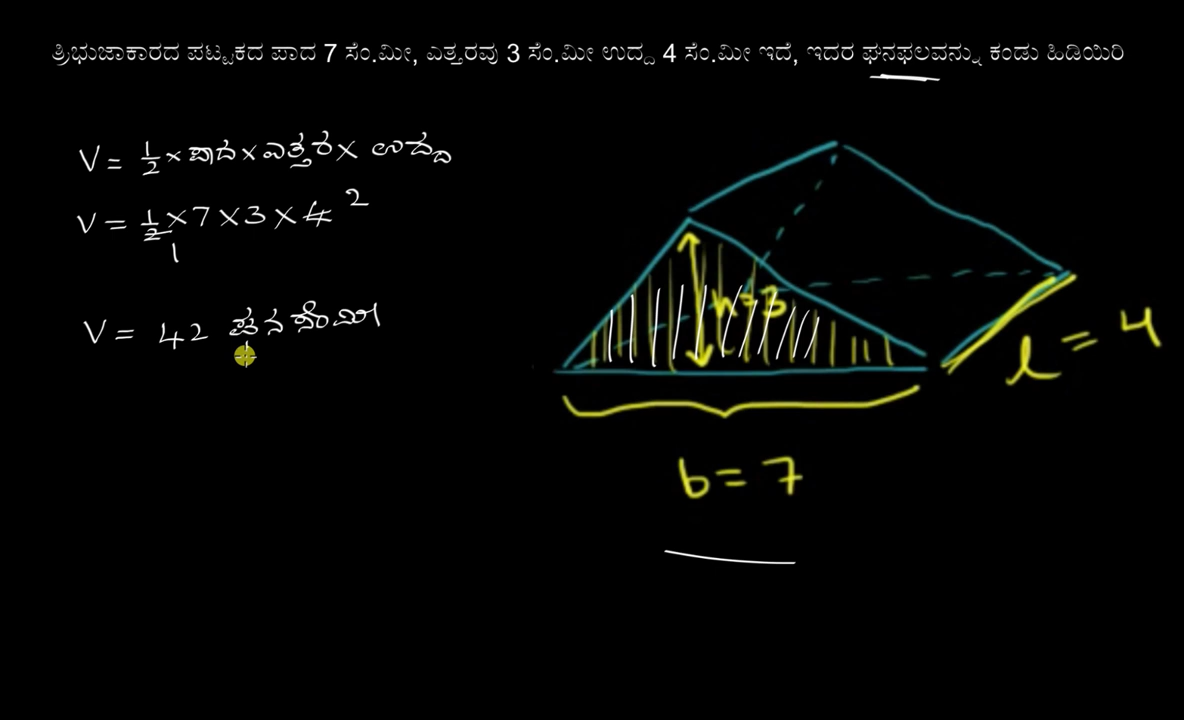 ತ್ರಿಭುಜಾಕಾರದ ಪಟ್ಟಕದ ಪಾದ 7 ಸೆಂ.ಮೀ, ಎತ್ತರವು 3 ಸೆಂ.ಮೀ ಉದ್ದ 4 ಸೆಂ.ಮೀ ಇದೆ, ಇದರ ಘನಫಲವನ್ನು ಕಂಡು ಹಿಡಿಯಿರಿ
V = 1/2 × ಪಾದ × ಎತ್ತರ × ಉದ್ದ
V = 1/2 × 7 × 3 × 4 2
1
V = 42 ಘನ ಸೆಂಮೀ
h = 3
l = 4
b = 7